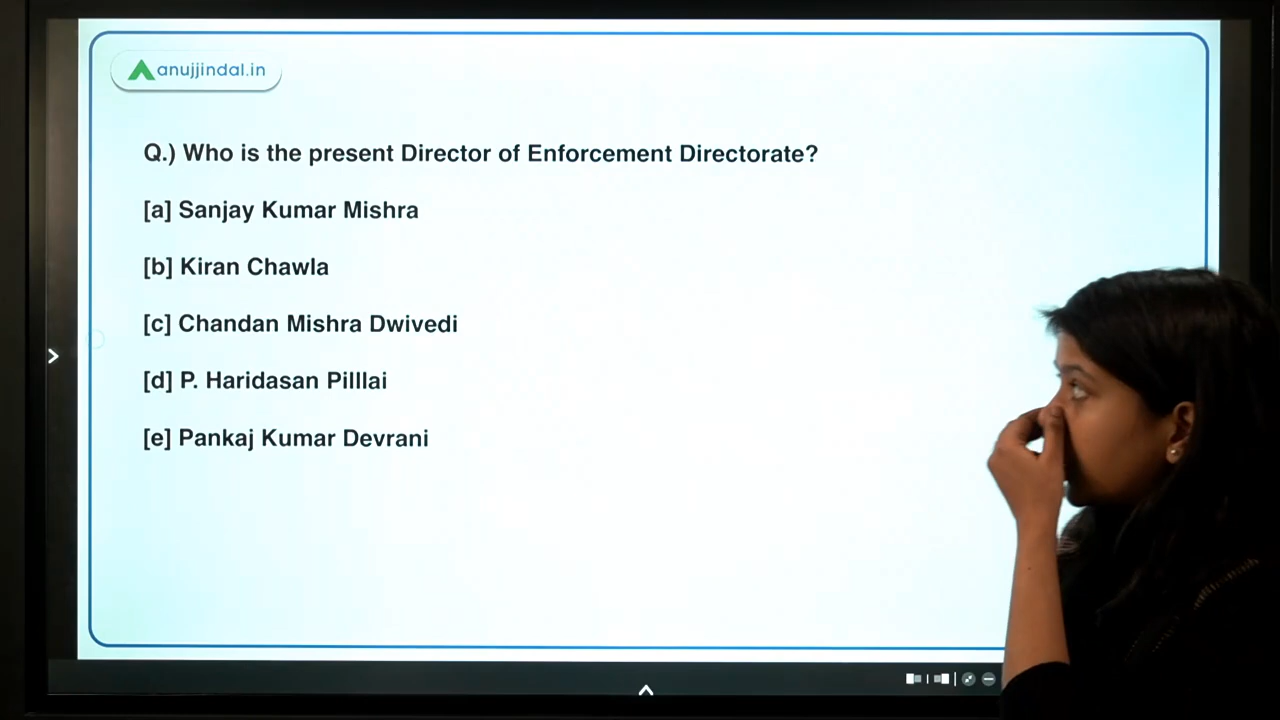 anujjindal.in
Q.) Who is the present Director of Enforcement Directorate?
[a] Sanjay Kumar Mishra
[b] Kiran Chawla
[c] Chandan Mishra Dwivedi
[d] P. Haridasan Pilllai
[e] Pankaj Kumar Devrani